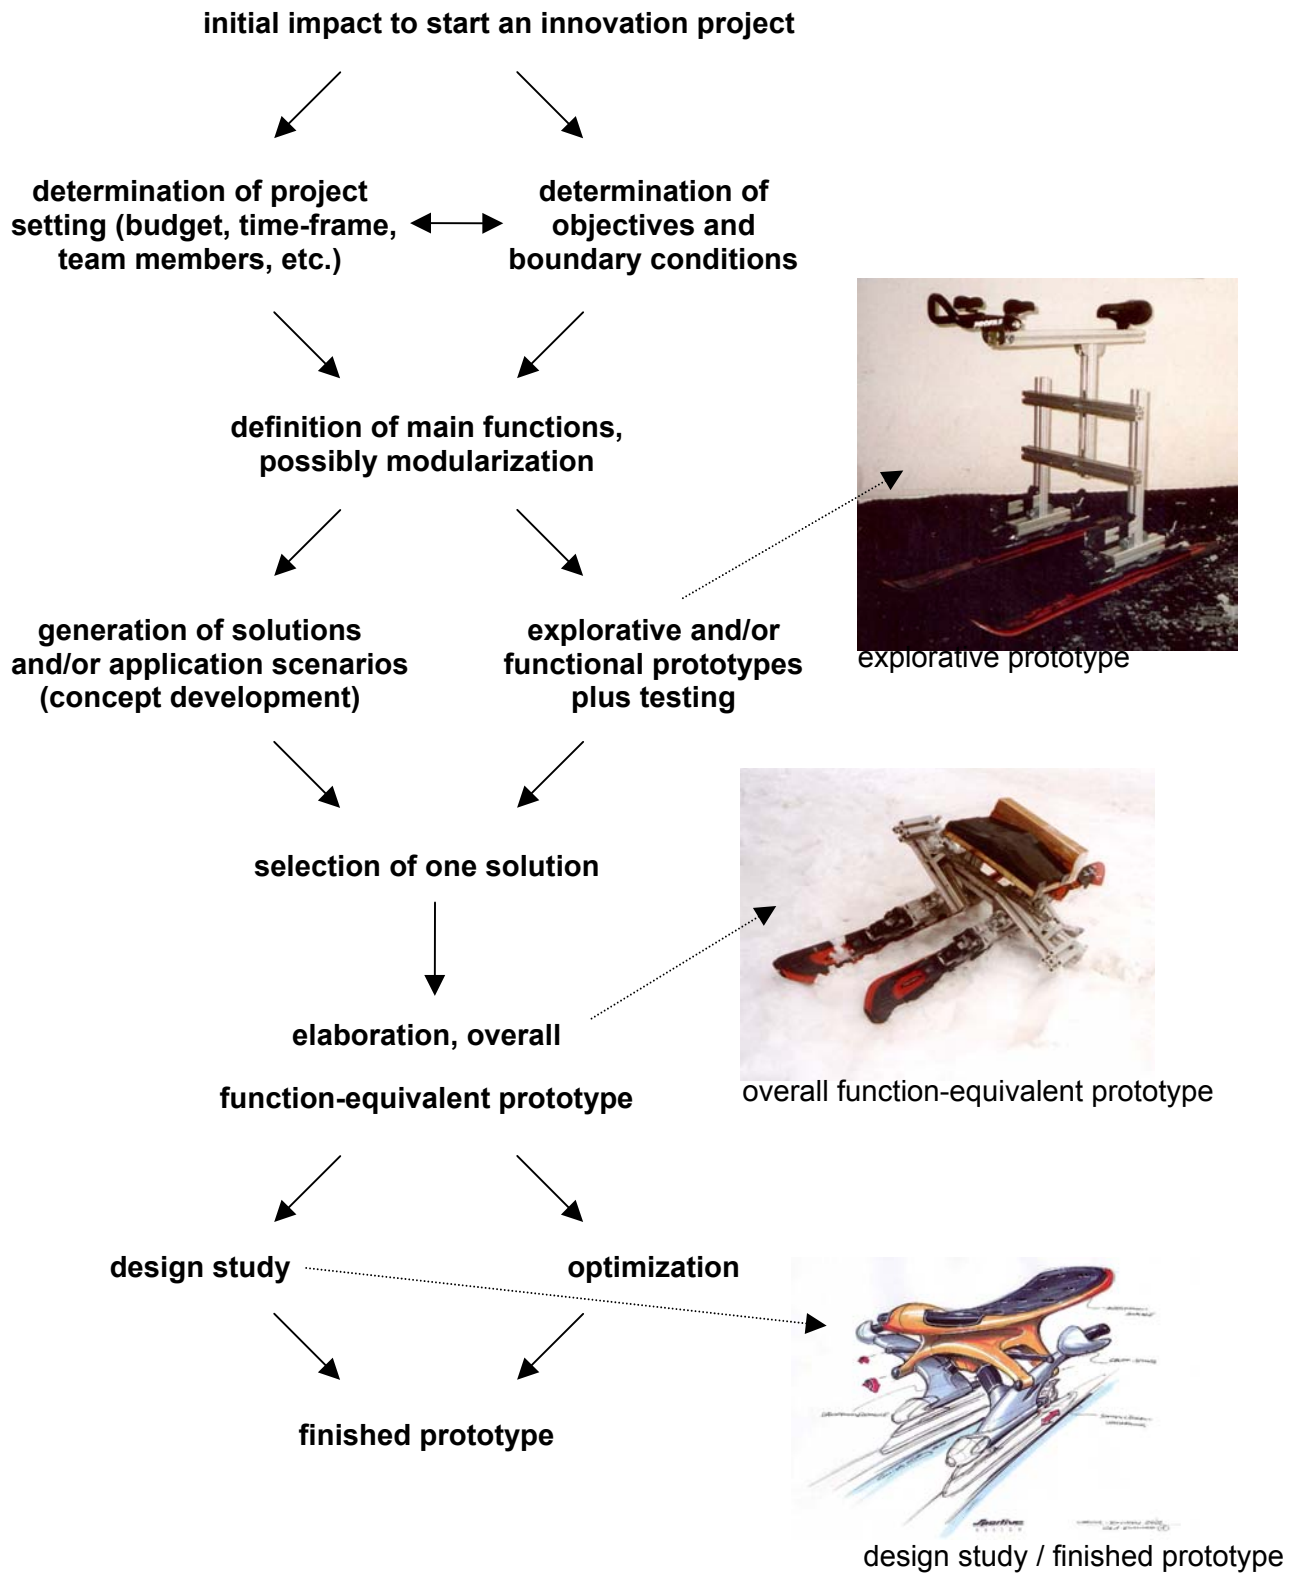 initial impact to start an innovation project
determination of project
setting (budget, time-frame,
team members, etc.)
determination of
objectives and
boundary conditions
definition of main functions,
possibly modularization
generation of solutions
and/or application scenarios
(concept development)
explorative and/or
functional prototypes
plus testing
PROFILE
explorative prototype
selection of one solution
elaboration, overall
function-equivalent prototype
overall function-equivalent prototype
design study
optimization
finished prototype
Sportive
DESIGN
design study / finished prototype